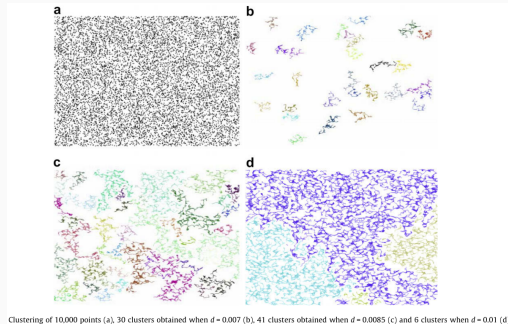 a
b
c
d
Clustering of 10,000 points (a), 30 clusters obtained when d = 0.007 (b), 41 clusters obtained when d = 0.0085 (c) and 6 clusters when d = 0.01 (d